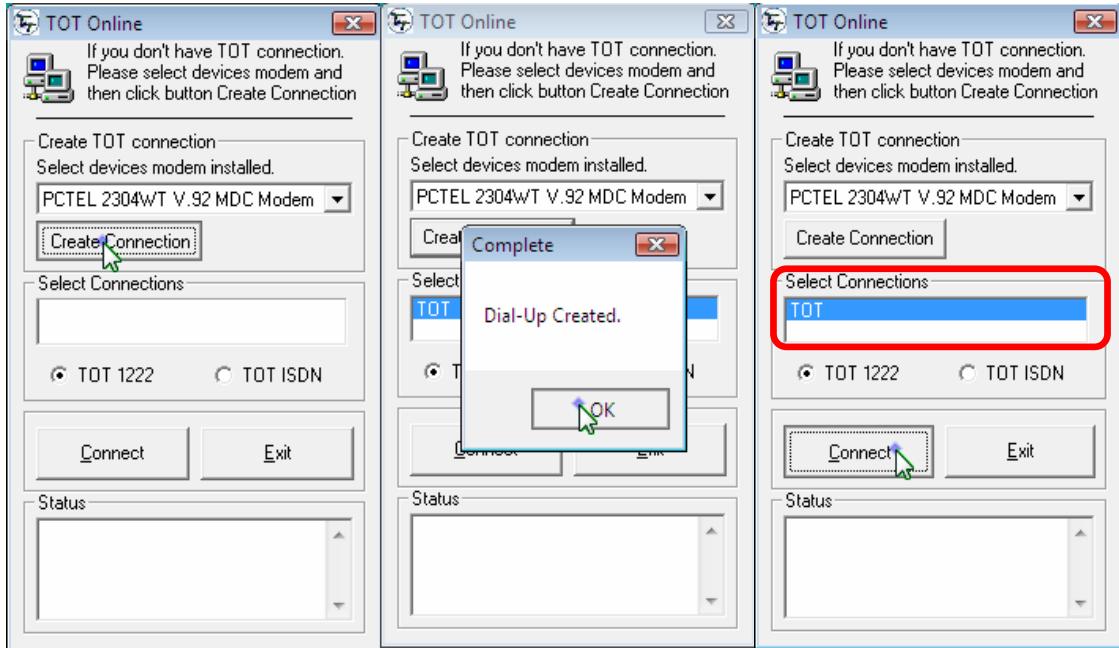 TOT Online
If you don't have TOT connection.
Please select devices modem and
then click button Create Connection
Create TOT connection
Select devices modem installed.
PCTEL 2304WT V.92 MDC Modem
Create Connection
Select Connections
TOT 1222
TOT ISDN
Connect
Exit
Status
TOT Online
If you don't have TOT connection.
Please select devices modem and
then click button Create Connection
Create TOT connection
Select devices modem installed.
PCTEL 2304WT V.92 MDC Modem
Complete
Select
TOT
Dial-Up Created.
OK
Status
TOT Online
If you don't have TOT connection.
Please select devices modem and
then click button Create Connection
Create TOT connection
Select devices modem installed.
PCTEL 2304WT V.92 MDC Modem
Create Connection
Select Connections
TOT
TOT 1222
TOT ISDN
Connect
Exit
Status